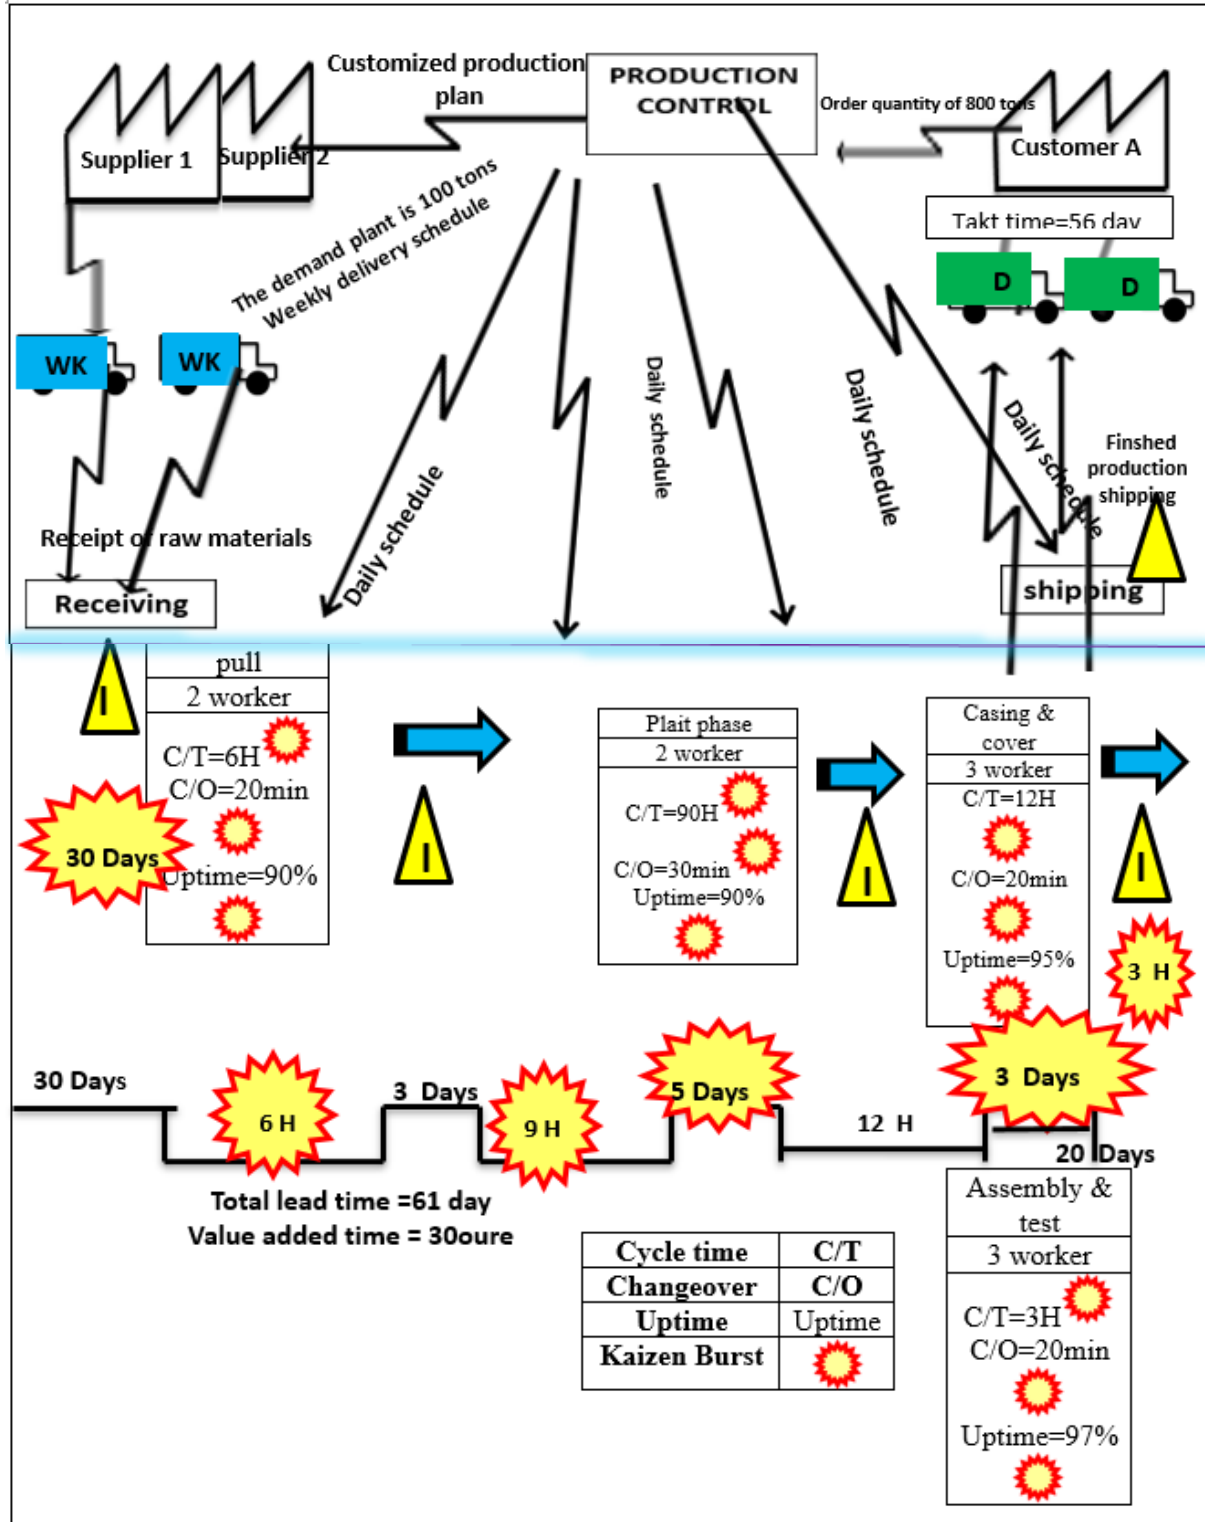 Customized production
plan
PRODUCTION
CONTROL
Order quantity of 800 tons
Supplier 1
Supplier 2
Customer A
Takt time=56 day
The demand plant is 100 tons
Weekly delivery schedule
D
D
WK
WK
Daily schedule
Daily schedule
Daily schedule
Daily schedule
Finshed
production
shipping
Receipt of raw materials
Receiving
shipping
I
pull
2 worker
C/T=6H
C/O=20min
Uptime=90%
30 Days
I
Plait phase
2 worker
C/T=90H
C/O=30min
Uptime=90%
I
Casing &
cover
3 worker
C/T=12H
C/O=20min
Uptime=95%
I
3 H
30 Days
6 H
3 Days
9 H
5 Days
12 H
3 Days
20 Days
Total lead time =61 day
Value added time = 30oure
Cycle time C/T
Changeover C/O
Uptime Uptime
Kaizen Burst
Assembly &
test
3 worker
C/T=3H
C/O=20min
Uptime=97%